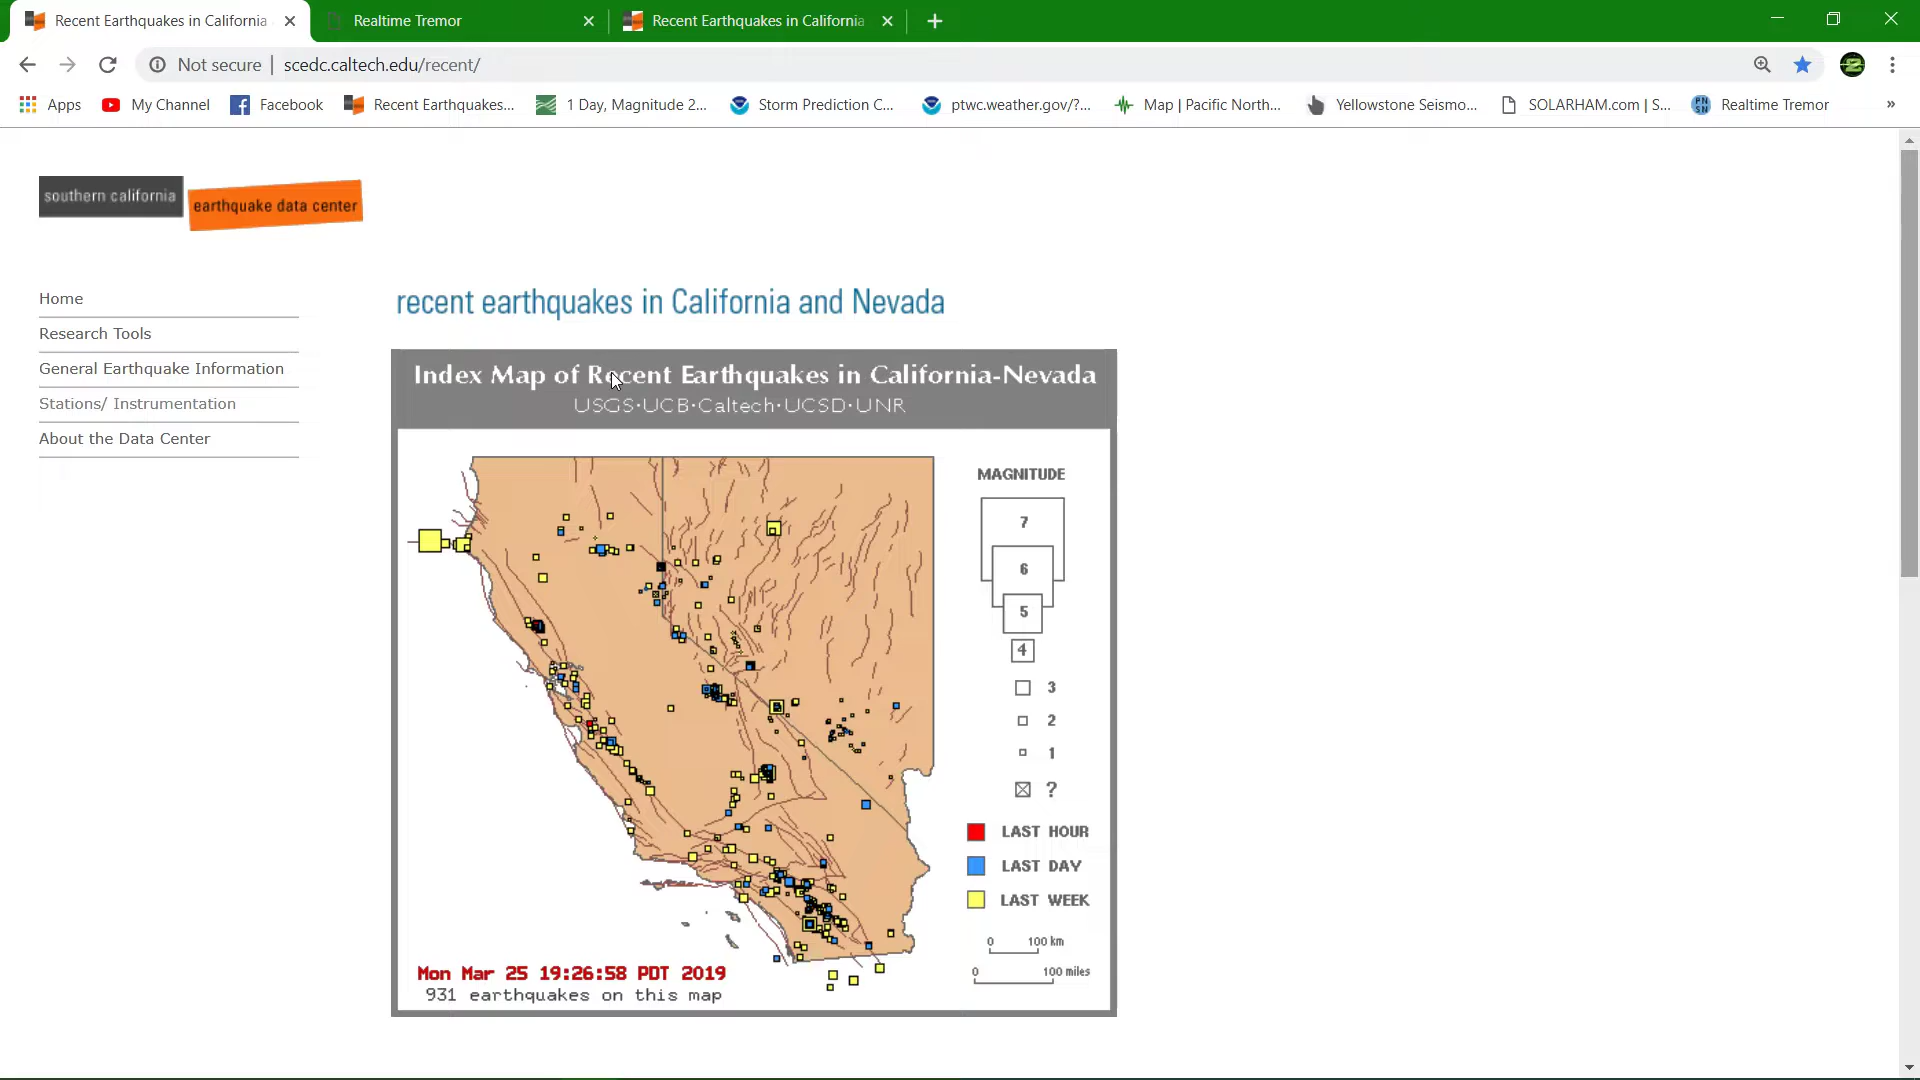 Recent Earthquakes in California
Realtime Tremor
Recent Earthquakes in California
Not secure | scedc.caltech.edu/recent/
Apps
My Channel
Facebook
Recent Earthquakes...
1 Day, Magnitude 2...
Storm Prediction C...
ptwc.weather.gov/?...
Map | Pacific North...
Yellowstone Seismo...
SOLARHAM.com | S...
PNSN
Realtime Tremor
»
southern california
earthquake data center
Home
Research Tools
General Earthquake Information
Stations/ Instrumentation
About the Data Center
recent earthquakes in California and Nevada
Index Map of Recent Earthquakes in California-Nevada
USGS·UCB·Caltech·UCSD·UNR
MAGNITUDE
7
6
5
4
3
2
1
?
LAST HOUR
LAST DAY
LAST WEEK
0 100 km
0 100 miles
Mon Mar 25 19:26:58 PDT 2019
931 earthquakes on this map